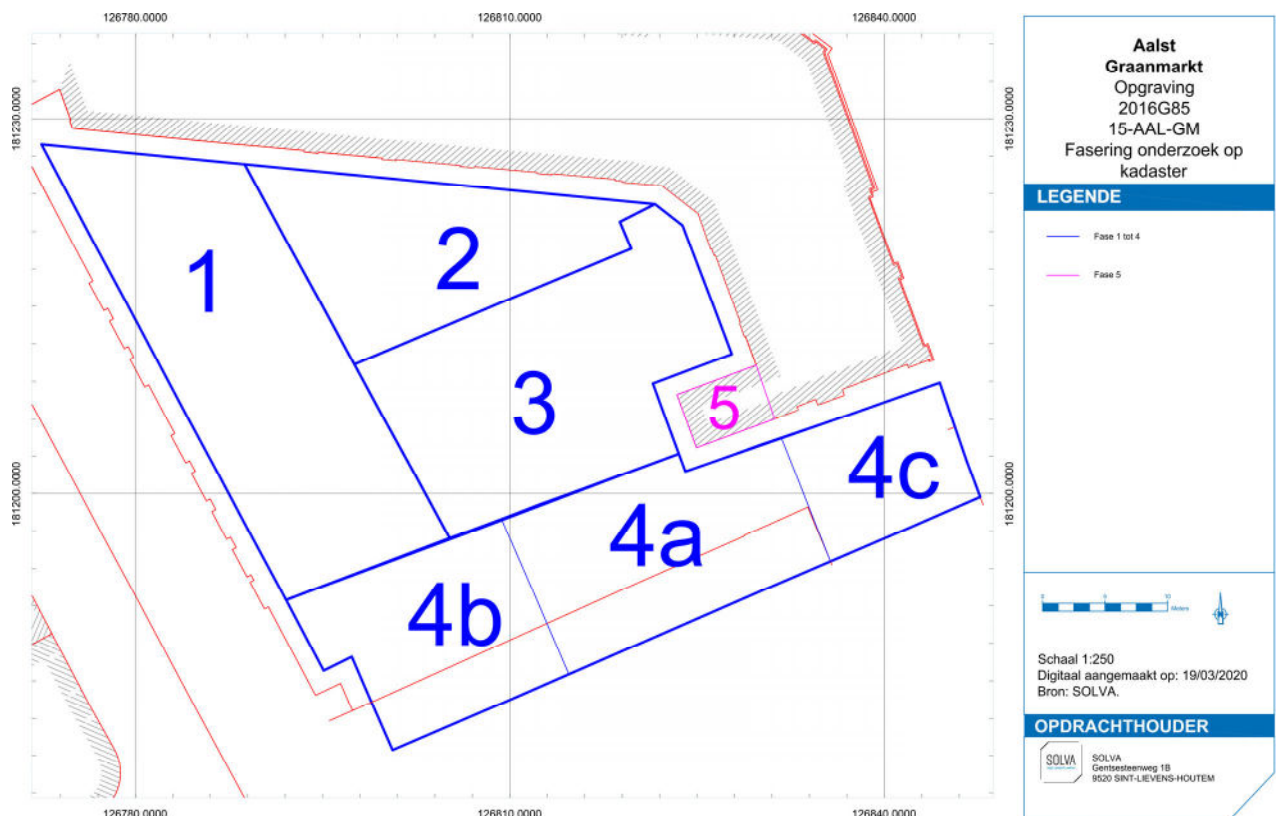 126780.0000
126810.0000
126840.0000
181230.0000
181230.0000
181200.0000
181200.0000
1
2
3
5
4c
4a
4b
126780.0000
126810.0000
126840.0000
Aalst
Graanmarkt
Opgraving
2016G85
15-AAL-GM
Fasering onderzoek op
kadaster
LEGENDE
Fase 1 tot 4
Fase 5
0
10
Meters
Schaal 1:250
Digitaal aangemaakt op: 19/03/2020
Bron: SOLVA.
OPDRACHTHOUDER
SOLVA
SOLVA
Gentsesteenweg 1B
9520 SINT-LIEVENS-HOUTEM